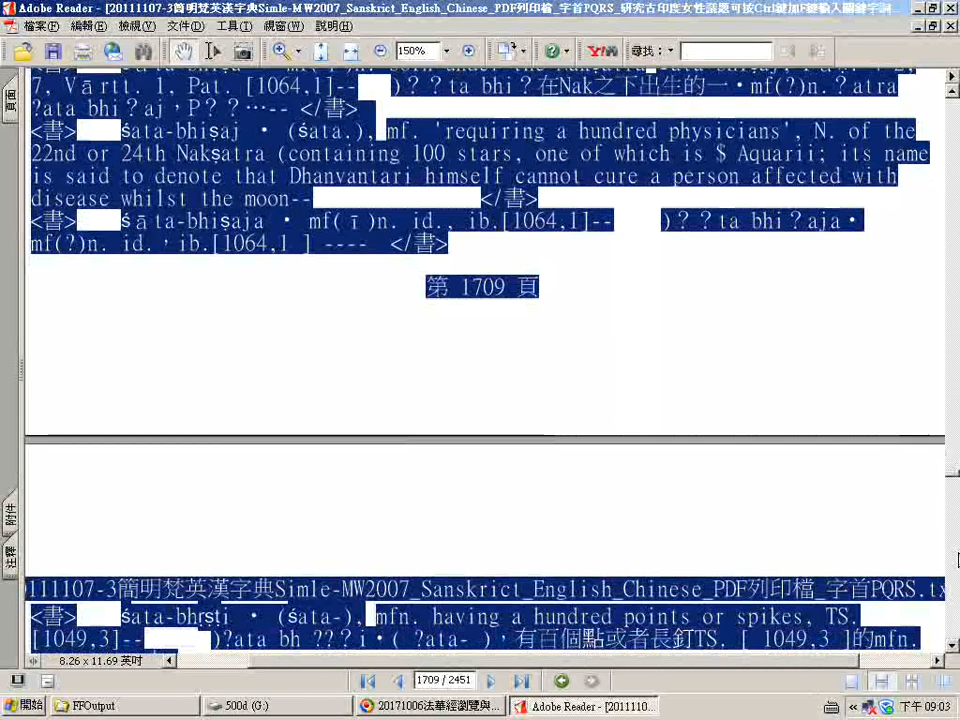 Adobe Reader - [20111107-3簡明梵英漢字典Simle-MW2007_Sanskrict_English_Chinese_PDF列印檔_字首PQRS_研究古印度女性議題可按Ctrl鍵加F鍵輸入關鍵字詞
檔案(F) 編輯(E) 檢視(V) 文件(D) 工具(T) 視窗(W) 說明(H)
150% Y! 尋找：
頁面
7, Vārtt. 1, Pat. [1064,1]-- )??ta bhi?在Nak之下出生的一‧mf(?)n.?atra
?ata bhi?aj，P??…-- </書>
<書> śata-bhiṣaj ‧ (śata.), mf. 'requiring a hundred physicians', N. of the
22nd or 24th Nakṣatra (containing 100 stars, one of which is $ Aquarii; its name
is said to denote that Dhanvantari himself cannot cure a person affected with
disease whilst the moon-- </書>
<書> śāta-bhiṣaja ‧ mf(ī)n. id., ib.[1064,1]-- )??ta bhi?aja‧
mf(?)n. id.，ib.[1064,1 ] ---- </書>
第 1709 頁
附件
注釋
111107-3簡明梵英漢字典Simle-MW2007_Sanskrict_English_Chinese_PDF列印檔_字首PQRS.tx
<書> śata-bhṛṣṭi ‧ (śata-), mfn. having a hundred points or spikes, TS.
[1049,3]-- )?ata bh ???i‧( ?ata- )，有百個點或者長釘TS. [ 1049,3 ]的mfn.
8.26 x 11.69 英吋
1709 / 2451
開始 FFOutput 500d (G:) 20171006法華經瀏覽與... Adobe Reader - [2011110... 下午 09:03